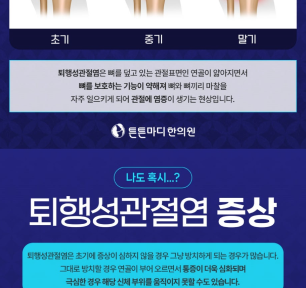 초기 중기 말기
퇴행성관절염은 뼈를 덮고 있는 관절표면인 연골이 얇아지면서
뼈를 보호하는 기능이 약해져 뼈와 뼈끼리 마찰을
자주 일으키게 되어 관절에 염증이 생기는 현상입니다.
튼튼마디 한의원
나도 혹시...?
퇴행성관절염 증상
퇴행성관절염은 초기에 증상이 심하지 않을 경우 그냥 방치하게 되는 경우가 많습니다.
그대로 방치할 경우 연골이 부어 오르면서 통증이 더욱 심화되며
극심한 경우 해당 신체 부위를 움직이지 못할 수도 있습니다.